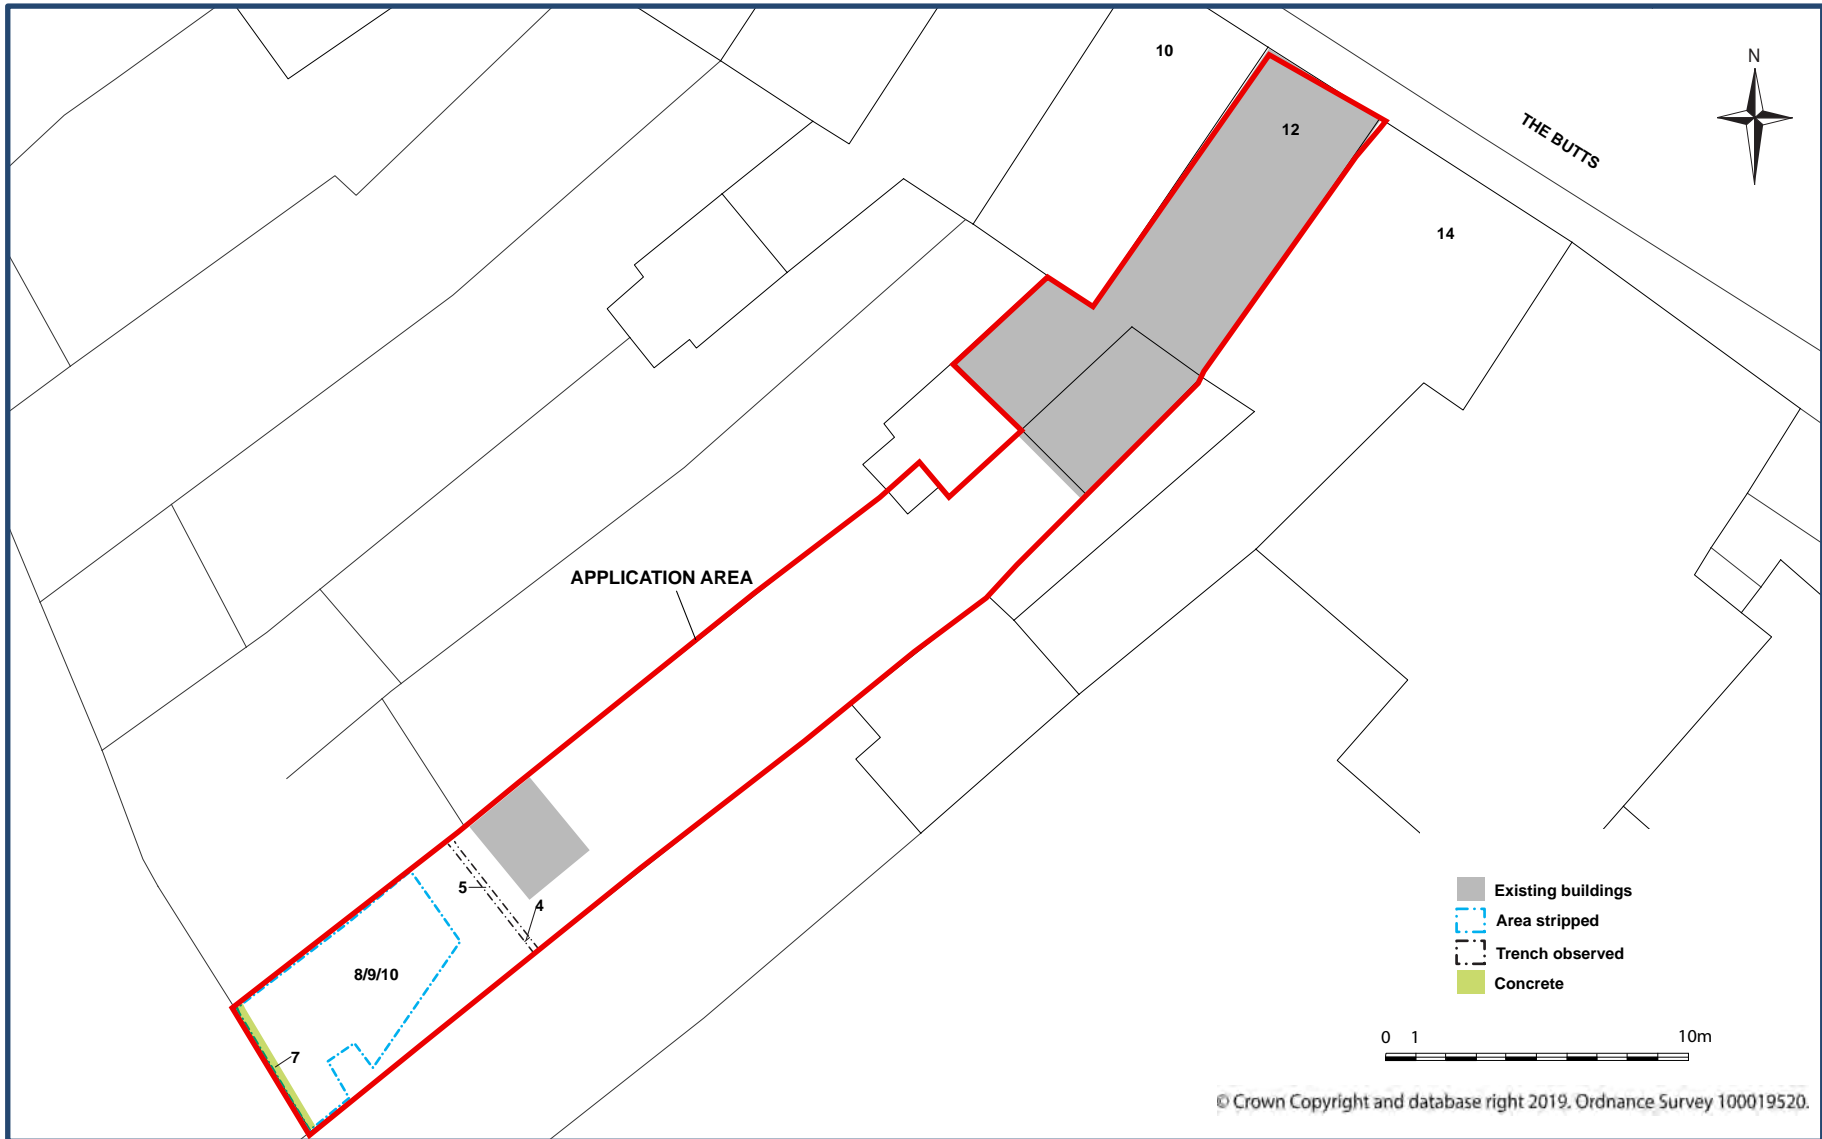 10
N
12
THE BUTTS
14
APPLICATION AREA
5
4
8/9/10
7
Existing buildings
Area stripped
Trench observed
Concrete
0 1 10m
© Crown Copyright and database right 2019. Ordnance Survey 100019520.